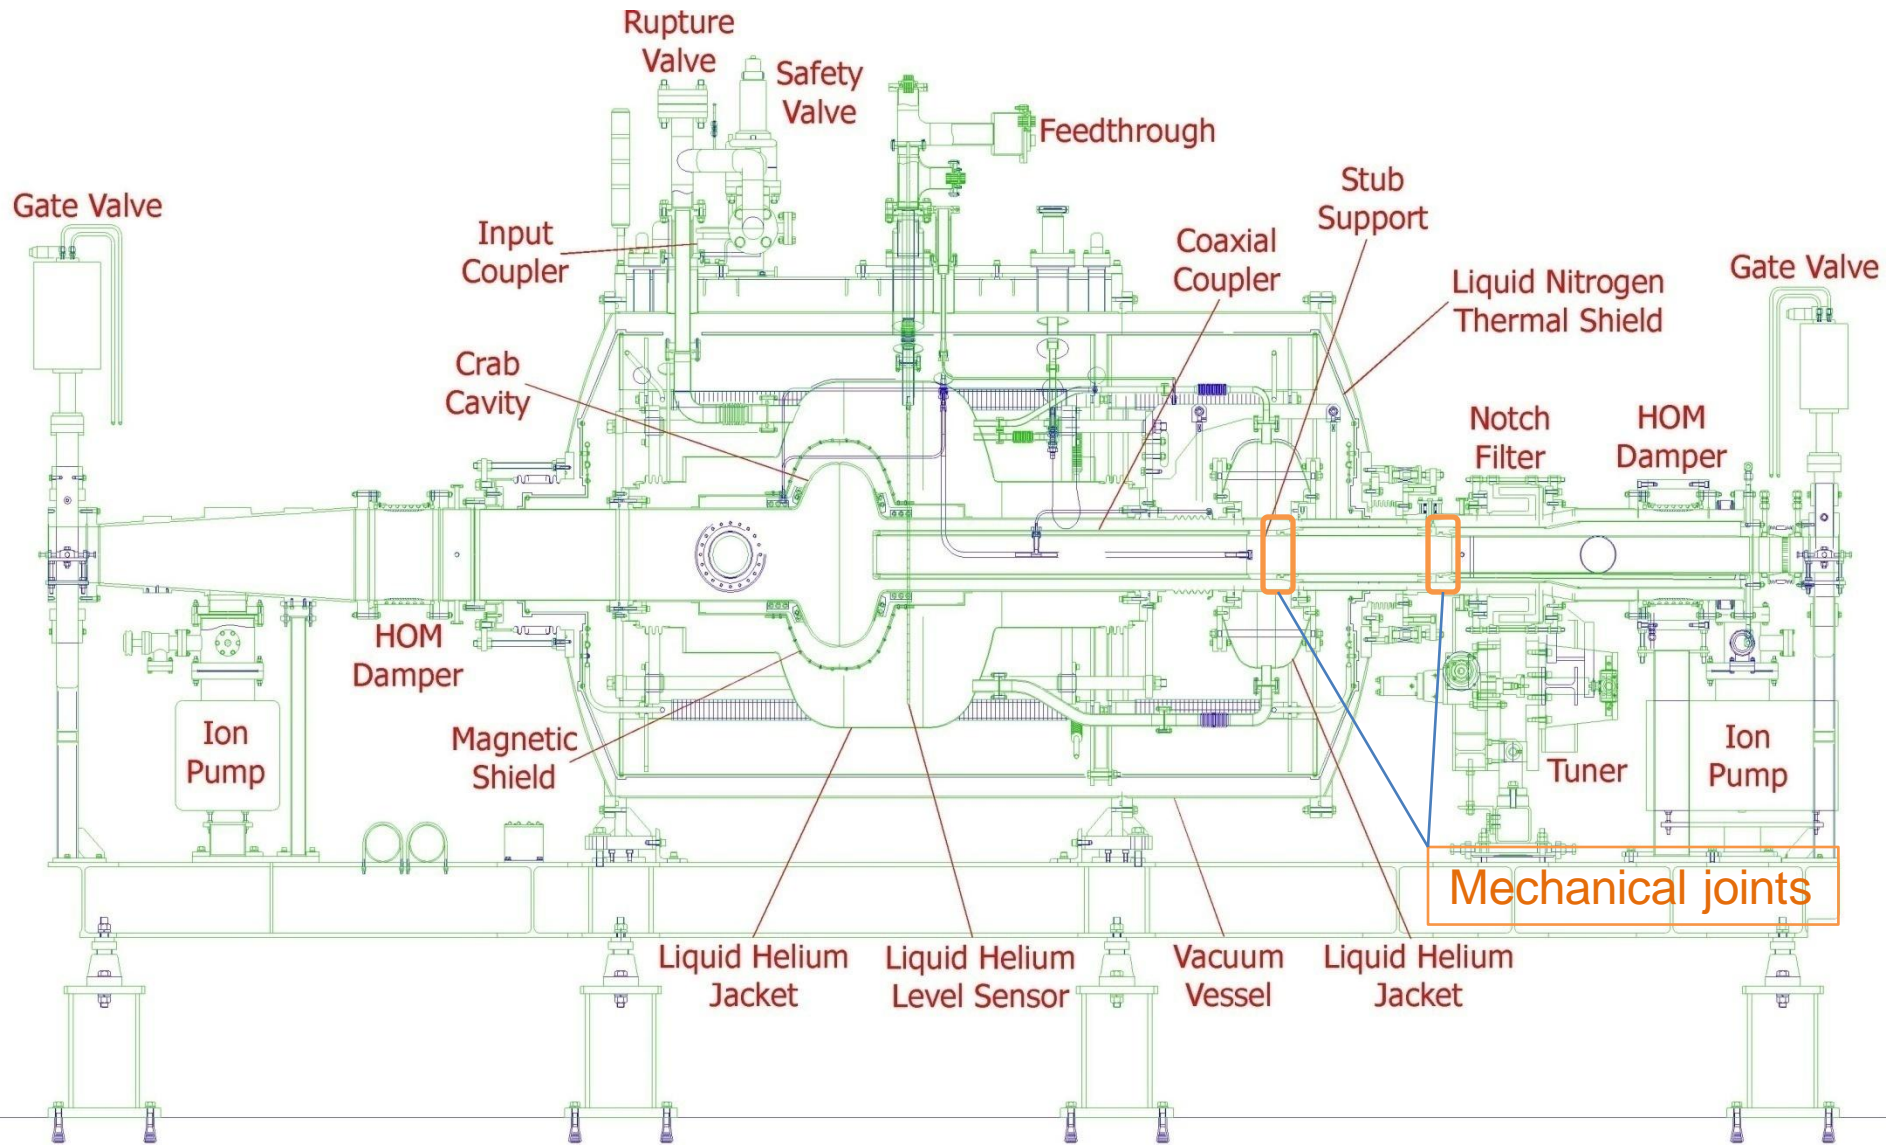 Rupture
Valve
Safety
Valve
Feedthrough
Stub
Support
Gate Valve
Input
Coupler
Coaxial
Coupler
Liquid Nitrogen
Thermal Shield
Gate Valve
Crab
Cavity
Notch
Filter
HOM
Damper
HOM
Damper
Magnetic
Shield
Ion
Pump
Tuner
Ion
Pump
Mechanical joints
Liquid Helium
Jacket
Liquid Helium
Level Sensor
Vacuum
Vessel
Liquid Helium
Jacket